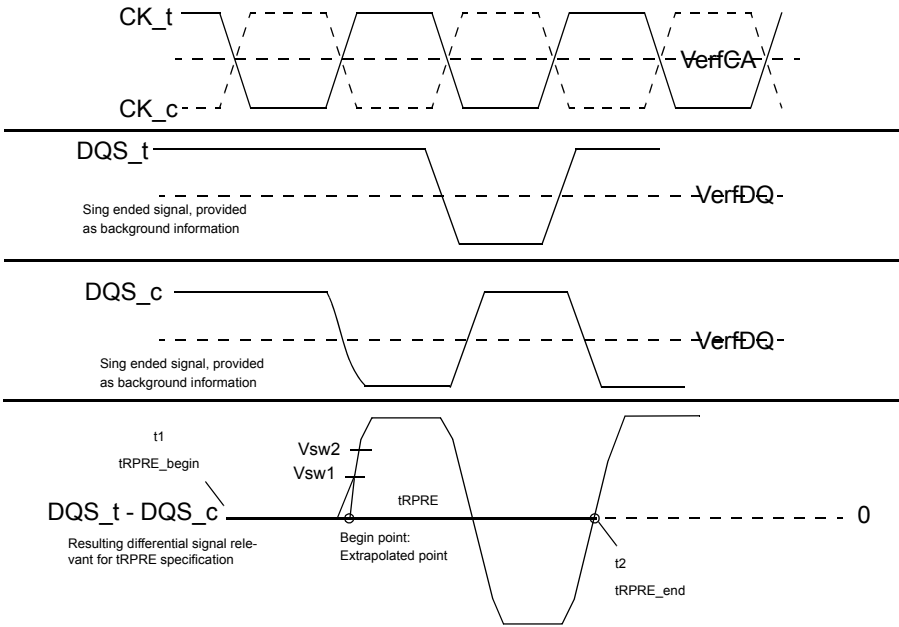 CK_t
VerfCA
CK_c
DQS_t
VerfDQ
Sing ended signal, provided
as background information
DQS_c
VerfDQ
Sing ended signal, provided
as background information
t1
tRPRE_begin
Vsw2
Vsw1
tRPRE
DQS_t - DQS_c
0
Resulting differential signal rele-
vant for tRPRE specification
Begin point:
Extrapolated point
t2
tRPRE_end